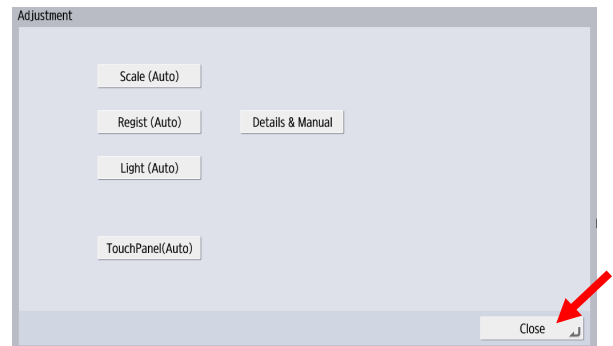 Adjustment
Scale (Auto)
Regist (Auto)
Details & Manual
Light (Auto)
TouchPanel(Auto)
Close